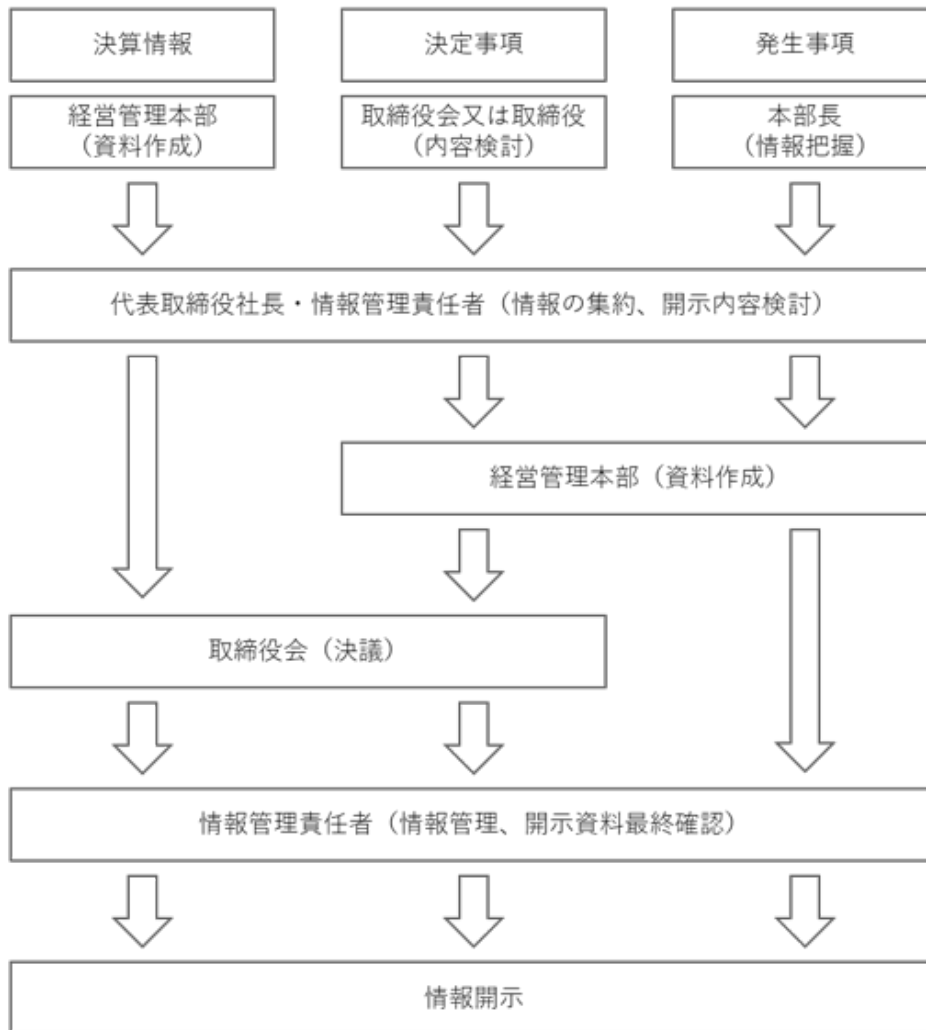 決算情報
決定事項
発生事項
経営管理本部
（資料作成）
取締役会又は取締役
（内容検討）
本部長
（情報把握）
代表取締役社長・情報管理責任者（情報の集約、開示内容検討）
経営管理本部（資料作成）
取締役会（決議）
情報管理責任者（情報管理、開示資料最終確認）
情報開示